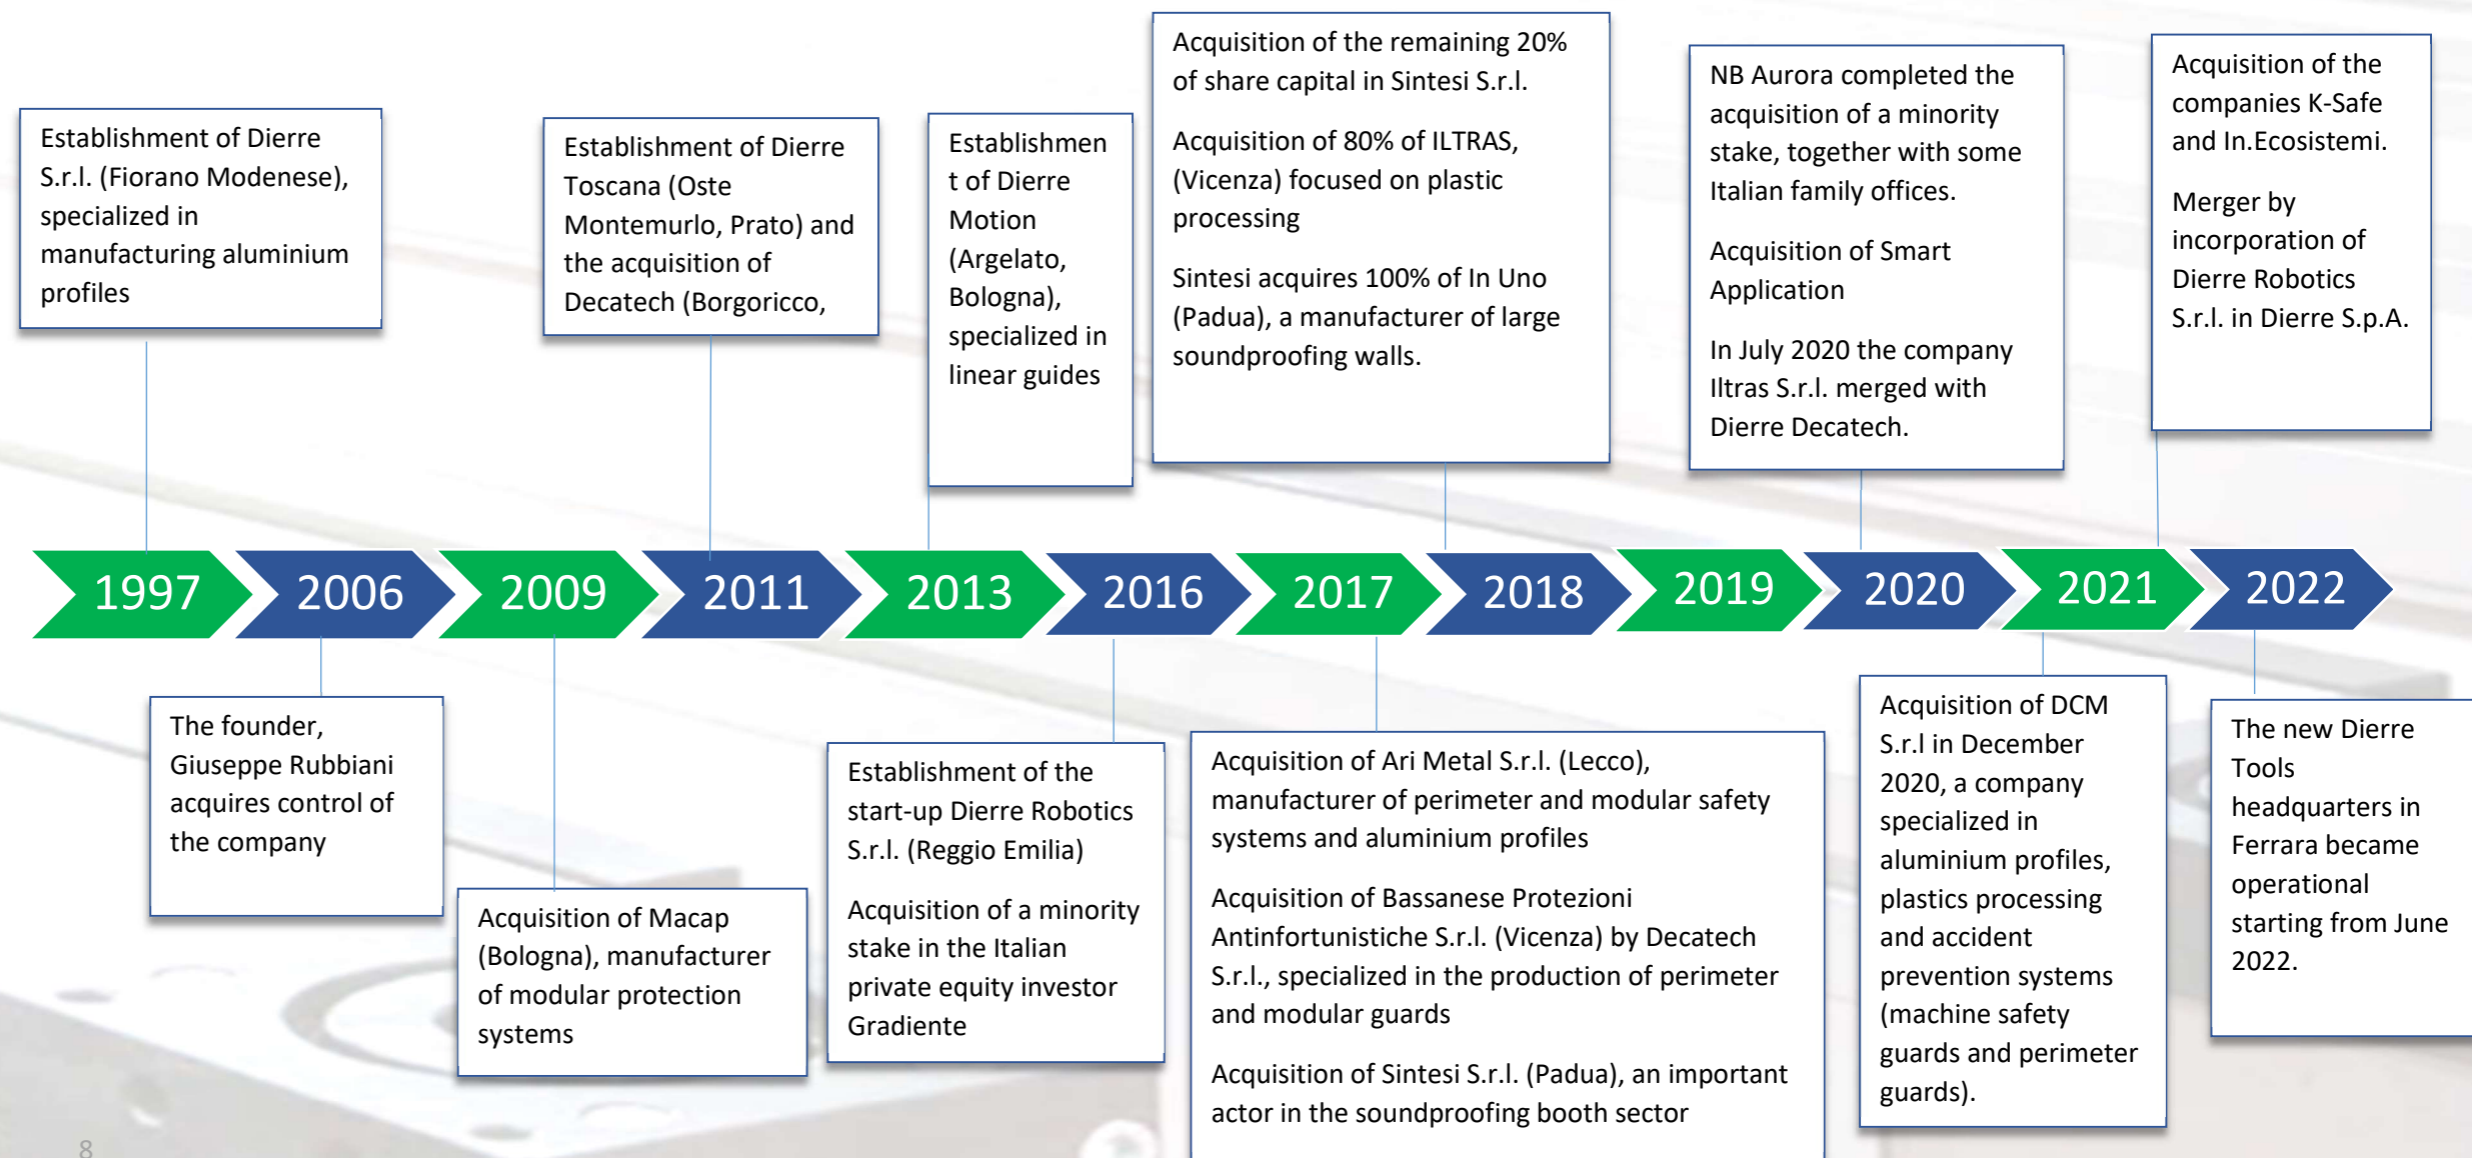 Establishment of Dierre
S.r.l. (Fiorano Modenese),
specialized in
manufacturing aluminium
profiles
Establishment of Dierre
Toscana (Oste
Montemurlo, Prato) and
the acquisition of
Decatech (Borgoricco,
Establishmen
t of Dierre
Motion
(Argelato,
Bologna),
specialized in
linear guides
Acquisition of the remaining 20%
of share capital in Sintesi S.r.l.
Acquisition of 80% of ILTRAS,
(Vicenza) focused on plastic
processing
Sintesi acquires 100% of In Uno
(Padua), a manufacturer of large
soundproofing walls.
NB Aurora completed the
acquisition of a minority
stake, together with some
Italian family offices.
Acquisition of Smart
Application
In July 2020 the company
Iltras S.r.l. merged with
Dierre Decatech.
Acquisition of the
companies K-Safe
and In.Ecosistemi.
Merger by
incorporation of
Dierre Robotics
S.r.l. in Dierre S.p.A.
1997
2006
2009
2011
2013
2016
2017
2018
2019
2020
2021
2022
The founder,
Giuseppe Rubbiani
acquires control of
the company
Acquisition of Macap
(Bologna), manufacturer
of modular protection
systems
Establishment of the
start-up Dierre Robotics
S.r.l. (Reggio Emilia)
Acquisition of a minority
stake in the Italian
private equity investor
Gradiente
Acquisition of Ari Metal S.r.l. (Lecco),
manufacturer of perimeter and modular safety
systems and aluminium profiles
Acquisition of Bassanese Protezioni
Antinfortunistiche S.r.l. (Vicenza) by Decatech
S.r.l., specialized in the production of perimeter
and modular guards
Acquisition of Sintesi S.r.l. (Padua), an important
actor in the soundproofing booth sector
Acquisition of DCM
S.r.l in December
2020, a company
specialized in
aluminium profiles,
plastics processing
and accident
prevention systems
(machine safety
guards and perimeter
guards).
The new Dierre
Tools
headquarters in
Ferrara became
operational
starting from June
2022.
8